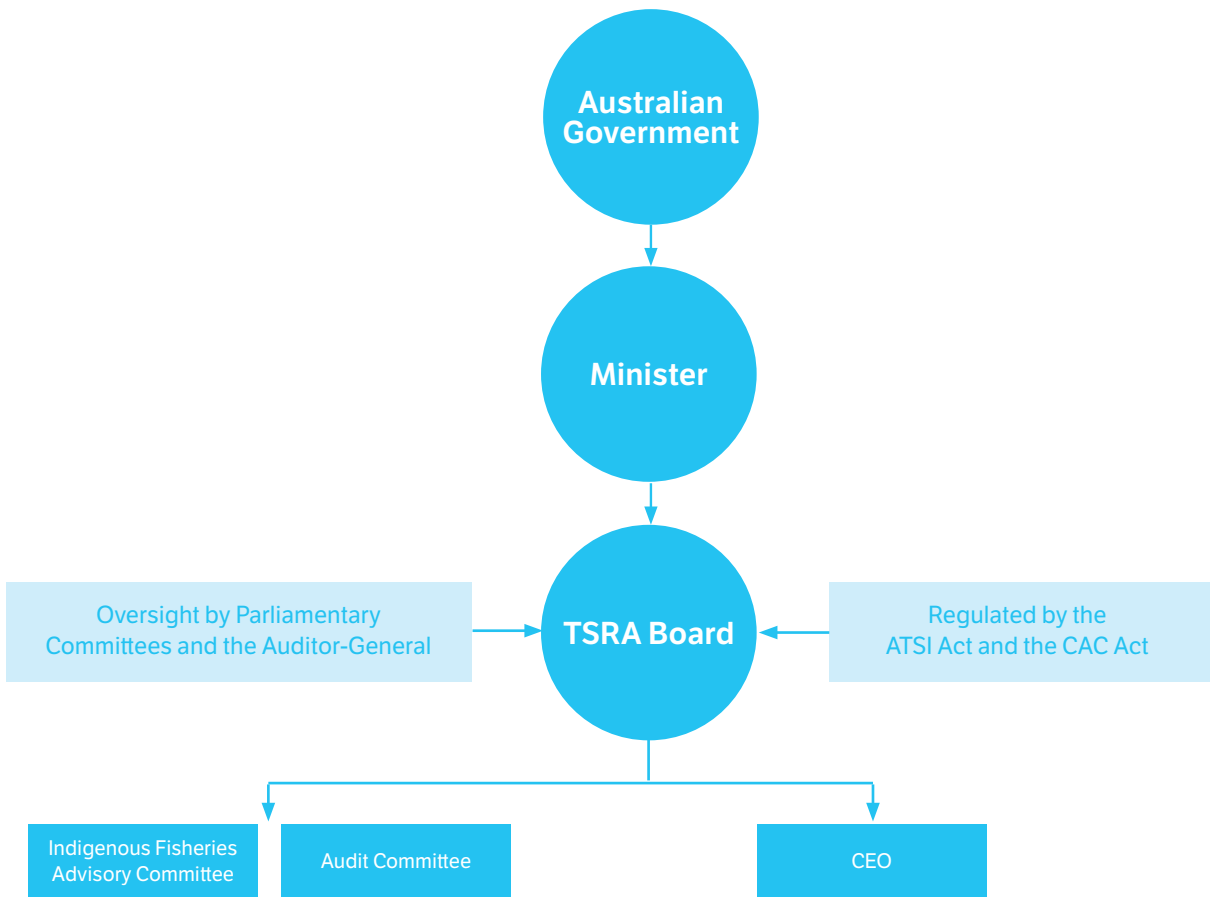 Australian
Government
Minister
Oversight by Parliamentary
Committees and the Auditor-General
TSRA Board
Regulated by the
ATSI Act and the CAC Act
Indigenous Fisheries
Advisory Committee
Audit Committee
CEO